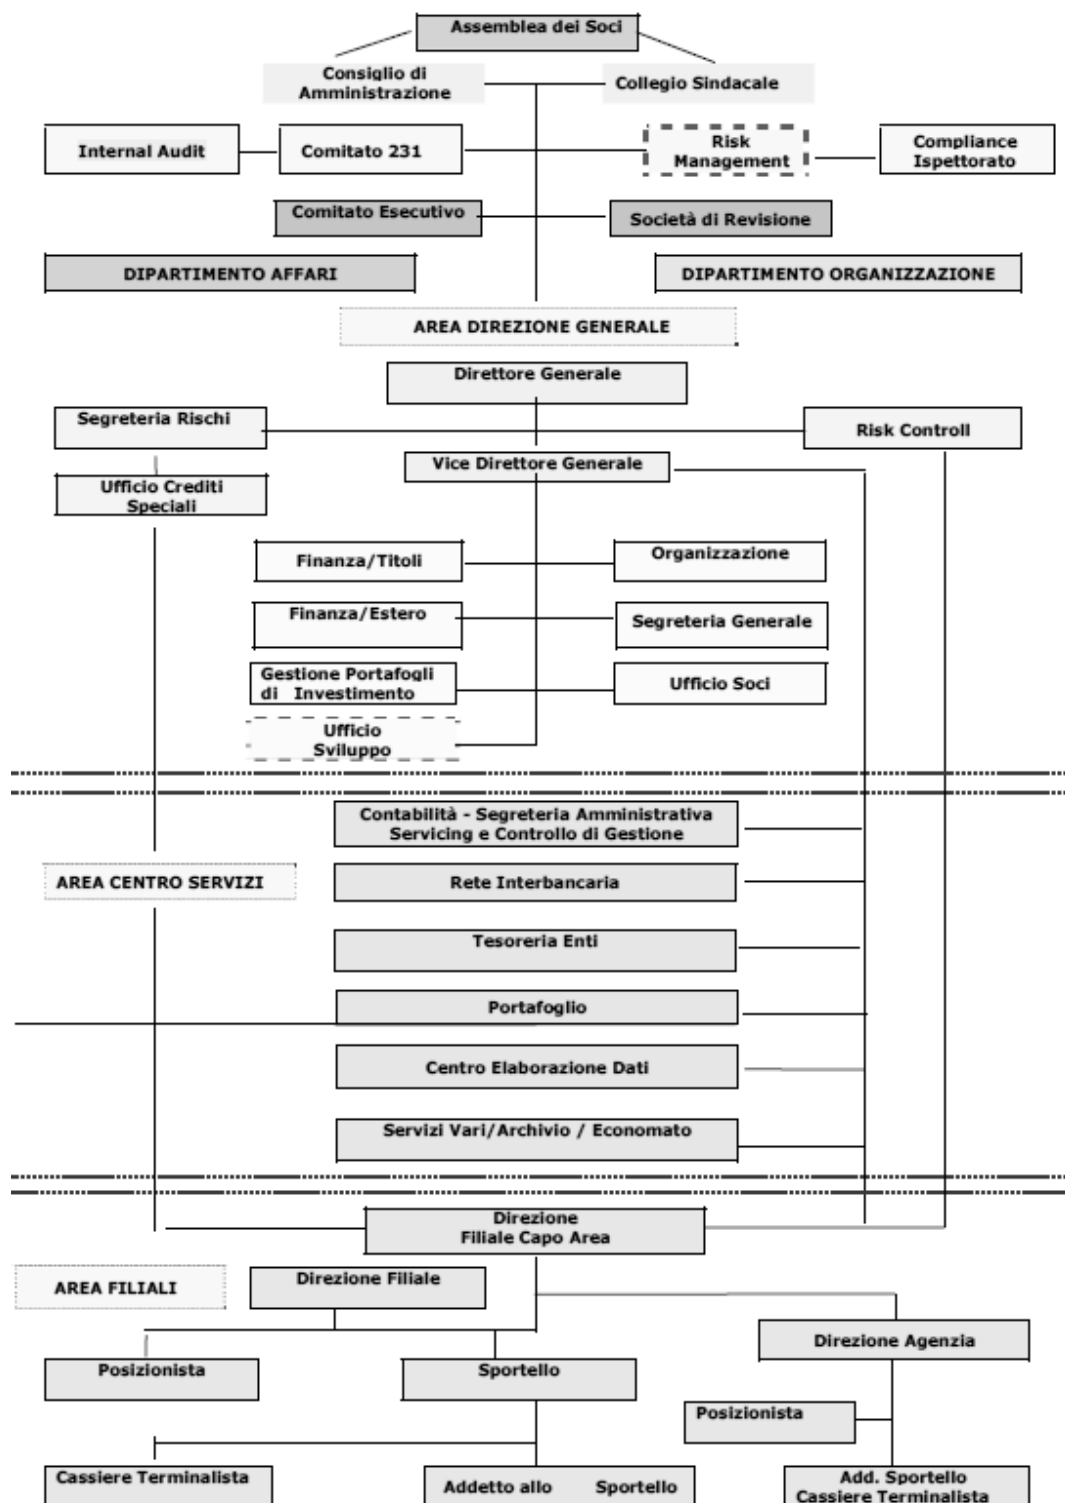 Assemblea dei Soci
Consiglio di
Amministrazione
Collegio Sindacale
Internal Audit
Comitato 231
Risk
Management
Compliance
Ispettorato
Comitato Esecutivo
Società di Revisione
DIPARTIMENTO AFFARI
DIPARTIMENTO ORGANIZZAZIONE
AREA DIREZIONE GENERALE
Direttore Generale
Segreteria Rischi
Risk Controll
Vice Direttore Generale
Ufficio Crediti
Speciali
Finanza/Titoli
Organizzazione
Finanza/Estero
Segreteria Generale
Gestione Portafogli
di Investimento
Ufficio Soci
Ufficio
Sviluppo
Contabilità - Segreteria Amministrativa
Servicing e Controllo di Gestione
AREA CENTRO SERVIZI
Rete Interbancaria
Tesoreria Enti
Portafoglio
Centro Elaborazione Dati
Servizi Vari/Archivio / Economato
Direzione
Filiale Capo Area
AREA FILIALI
Direzione Filiale
Direzione Agenzia
Posizionista
Sportello
Posizionista
Cassiere Terminalista
Addetto allo Sportello
Add. Sportello
Cassiere Terminalista